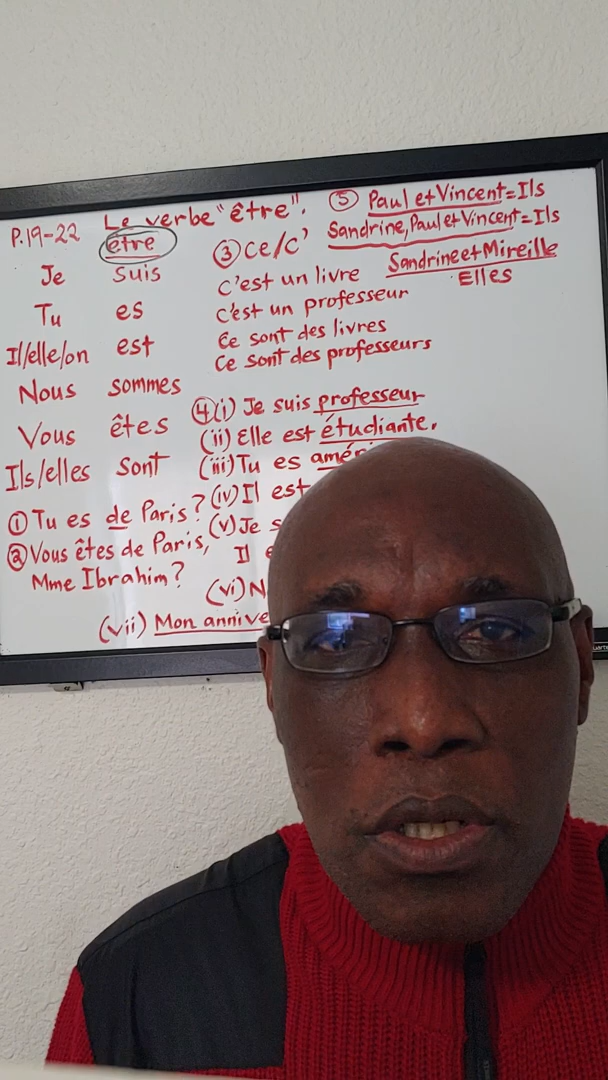 P.19-22 Le verbe "être".
être
Je suis
Tu es
Il/elle/on est
Nous sommes
Vous êtes
Ils/elles sont
① Tu es de Paris?
② Vous êtes de Paris,
Mme Ibrahim?
③ ce/c'
c'est un livre
c'est un professeur
Ce sont des livres
Ce sont des professeurs
④ (i) Je suis professeur
(ii) Elle est étudiante.
(iii) Tu es
(iv) Il est
(v) Je
Il
(vi)
(vii) Mon
⑤ Paul et Vincent = Ils
Sandrine, Paul et Vincent = Ils
Sandrine et Mireille
Elles